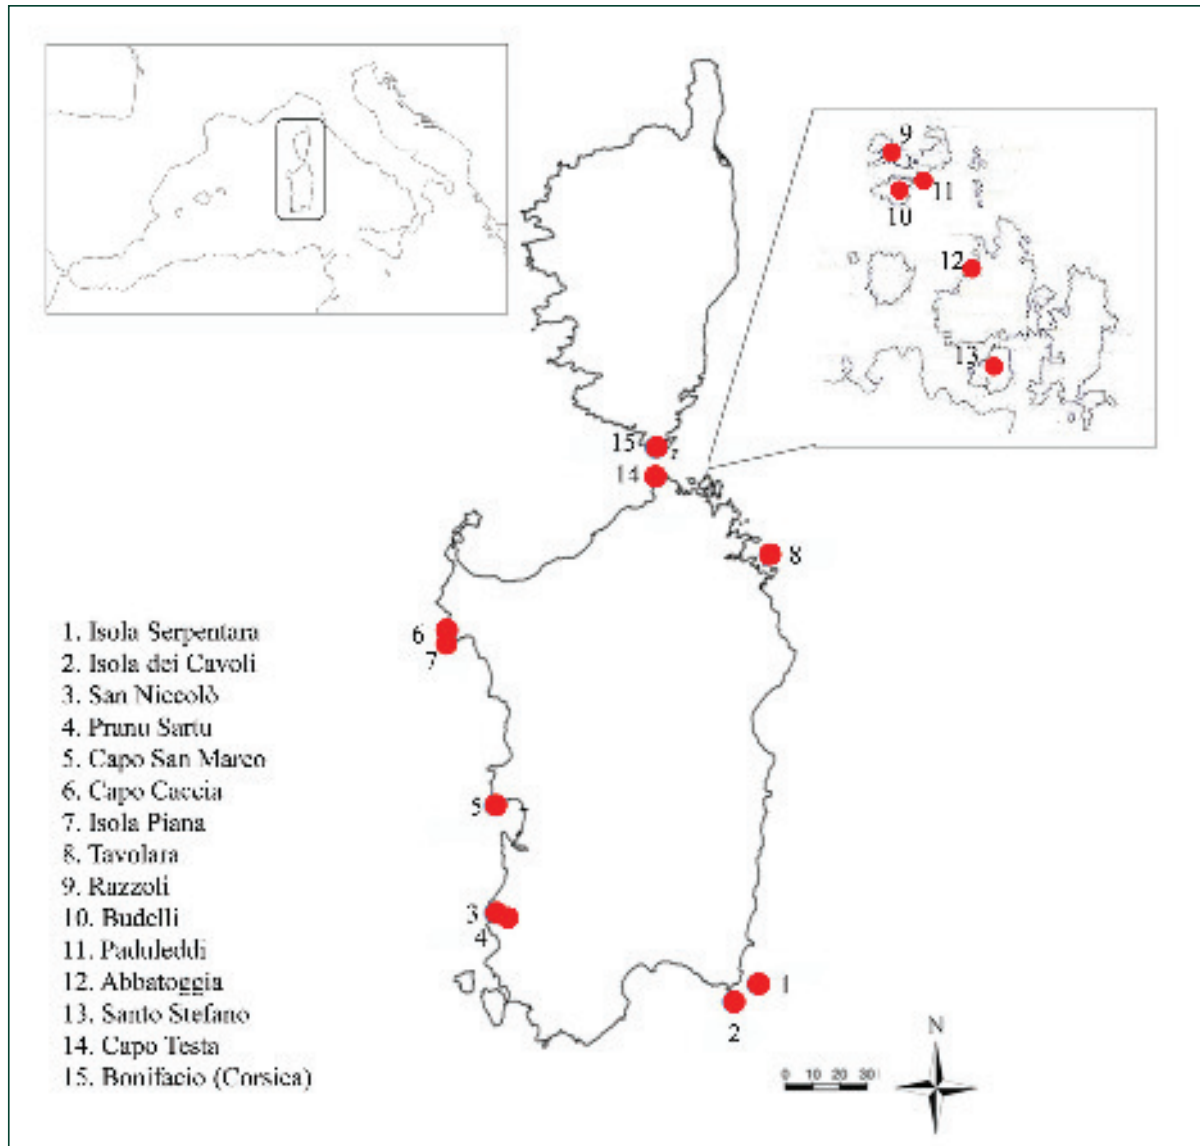 9
11
10
12
13
15
14
8
6
7
5
3
4
1
2
1. Isola Serpentara
2. Isola dei Cavoli
3. San Niccolò
4. Pranu Sartu
5. Capo San Marco
6. Capo Caccia
7. Isola Piana
8. Tavolara
9. Razzoli
10. Budelli
11. Paduleddi
12. Abbatoggia
13. Santo Stefano
14. Capo Testa
15. Bonifacio (Corsica)
N
0 10 20 30